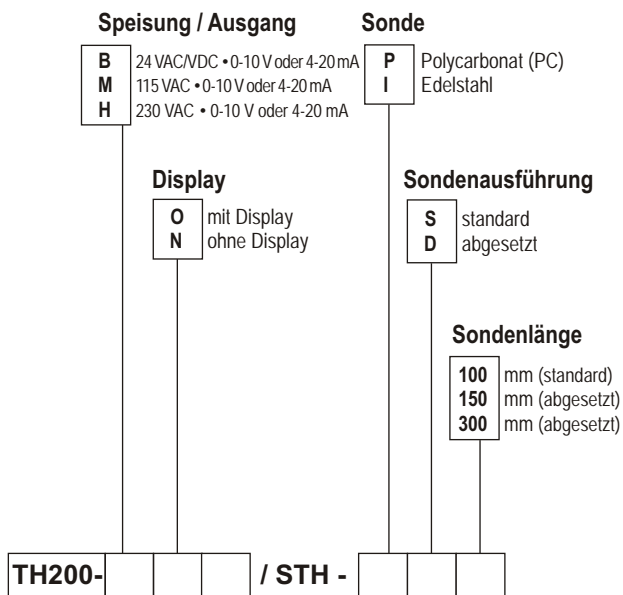 Speisung / Ausgang
B 24 VAC/VDC • 0-10 V oder 4-20 mA
M 115 VAC • 0-10 V oder 4-20 mA
H 230 VAC • 0-10 V oder 4-20 mA
Sonde
P Polycarbonat (PC)
I Edelstahl
Display
O mit Display
N ohne Display
Sondenausführung
S standard
D abgesetzt
Sondenlänge
100 mm (standard)
150 mm (abgesetzt)
300 mm (abgesetzt)
TH200- / STH -